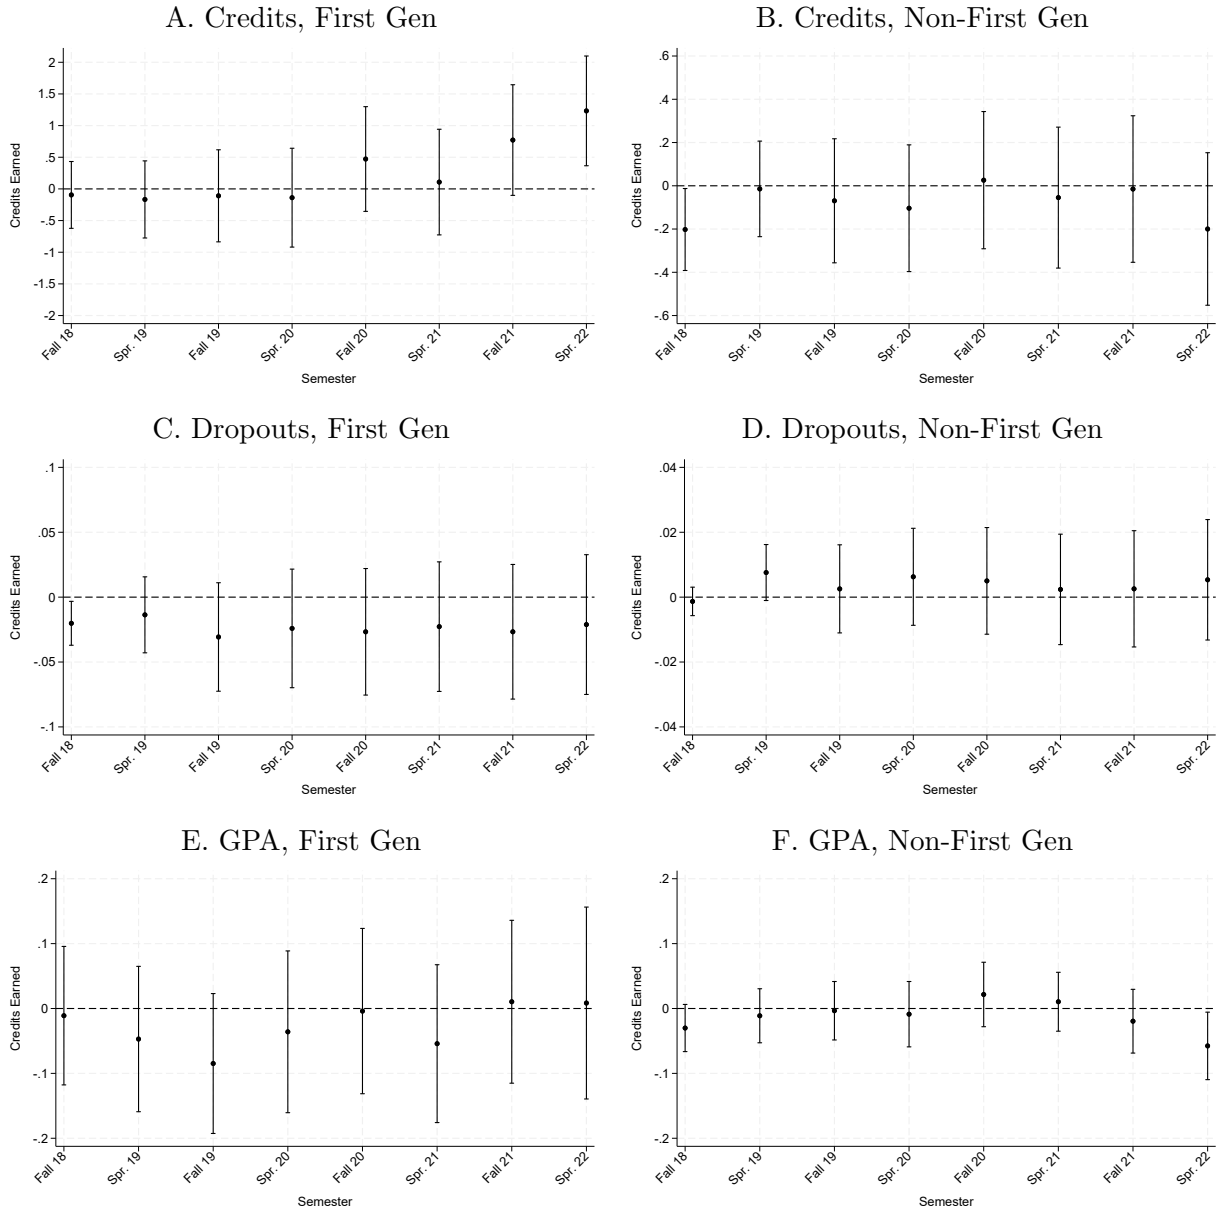 A. Credits, First Gen
Credits Earned
2
1.5
1
.5
0
-.5
-1
-1.5
-2
Fall 18 Spr. 19 Fall 19 Spr. 20 Fall 20 Spr. 21 Fall 21 Spr. 22
Semester
B. Credits, Non-First Gen
Credits Earned
.6
.4
.2
0
-.2
-.4
-.6
Fall 18 Spr. 19 Fall 19 Spr. 20 Fall 20 Spr. 21 Fall 21 Spr. 22
Semester
C. Dropouts, First Gen
Credits Earned
.1
.05
0
-.05
-.1
Fall 18 Spr. 19 Fall 19 Spr. 20 Fall 20 Spr. 21 Fall 21 Spr. 22
Semester
D. Dropouts, Non-First Gen
Credits Earned
.04
.02
0
-.02
-.04
Fall 18 Spr. 19 Fall 19 Spr. 20 Fall 20 Spr. 21 Fall 21 Spr. 22
Semester
E. GPA, First Gen
Credits Earned
.2
.1
0
-.1
-.2
Fall 18 Spr. 19 Fall 19 Spr. 20 Fall 20 Spr. 21 Fall 21 Spr. 22
Semester
F. GPA, Non-First Gen
Credits Earned
.2
.1
0
-.1
-.2
Fall 18 Spr. 19 Fall 19 Spr. 20 Fall 20 Spr. 21 Fall 21 Spr. 22
Semester